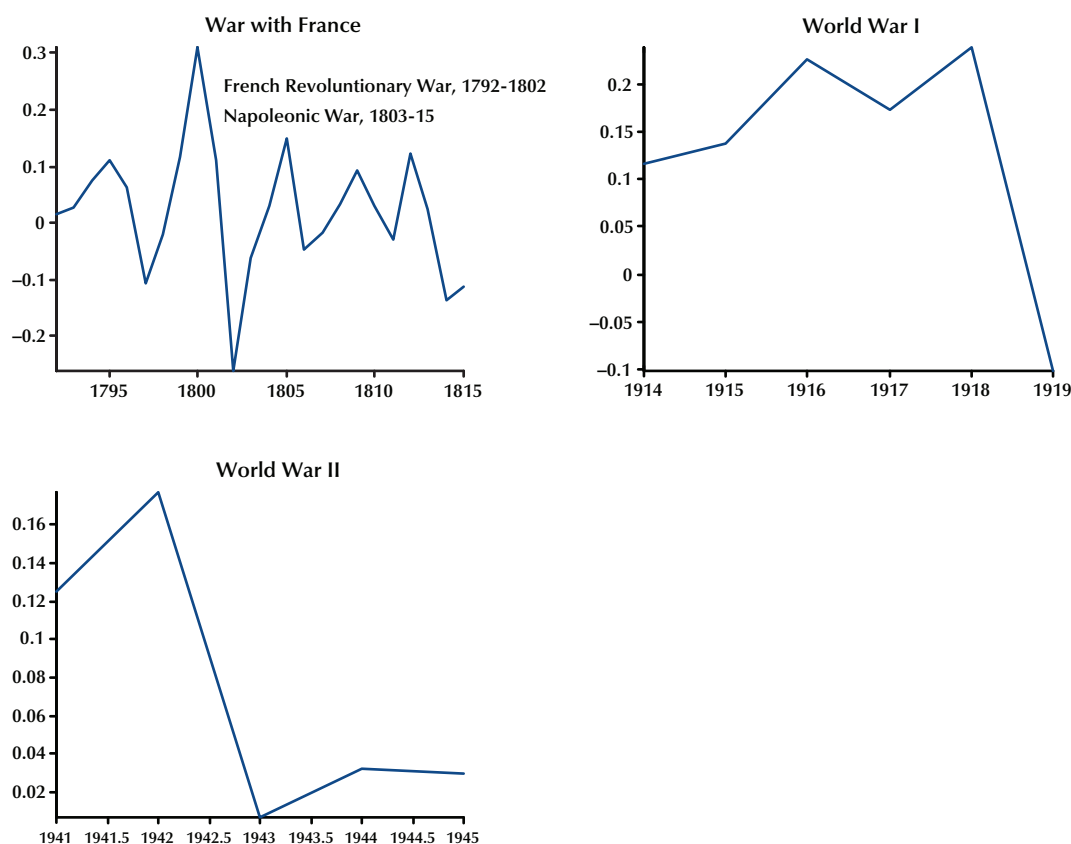 War with France
0.3
French Revoluntionary War, 1792-1802
0.2
Napoleonic War, 1803-15
0.1
0
–0.1
–0.2
1795 1800 1805 1810 1815
World War I
0.2
0.15
0.1
0.05
0
–0.05
–0.1
1914 1915 1916 1917 1918 1919
World War II
0.16
0.14
0.12
0.1
0.08
0.06
0.04
0.02
1941 1941.5 1942 1942.5 1943 1943.5 1944 1944.5 1945